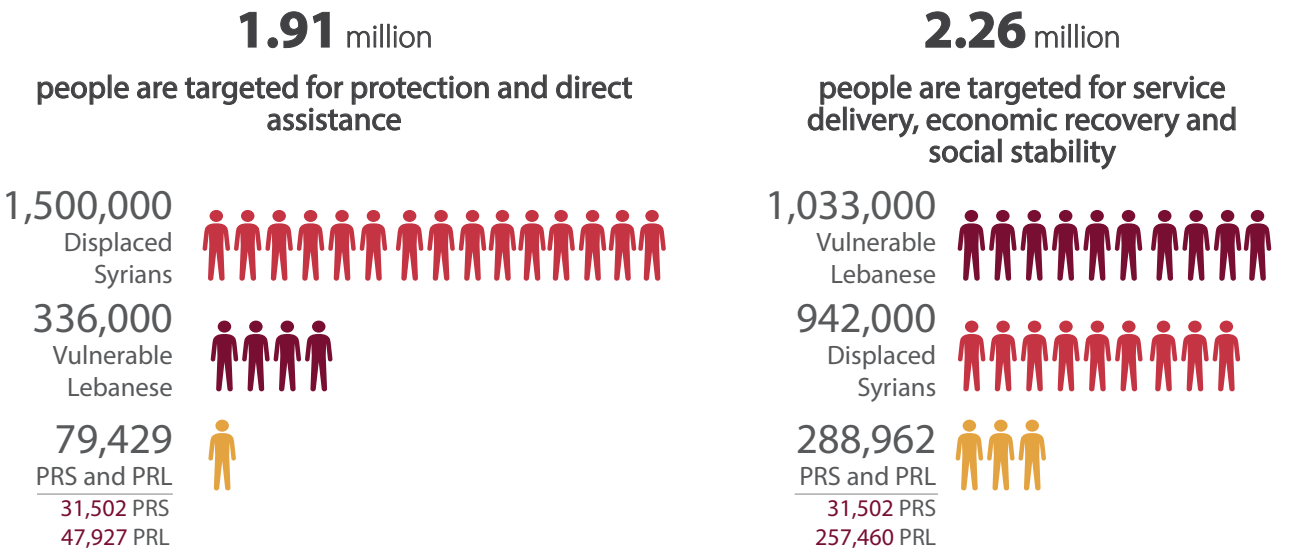 1.91 million
people are targeted for protection and direct
assistance
1,500,000
Displaced
Syrians
336,000
Vulnerable
Lebanese
79,429
PRS and PRL
31,502 PRS
47,927 PRL
2.26 million
people are targeted for service
delivery, economic recovery and
social stability
1,033,000
Vulnerable
Lebanese
942,000
Displaced
Syrians
288,962
PRS and PRL
31,502 PRS
257,460 PRL